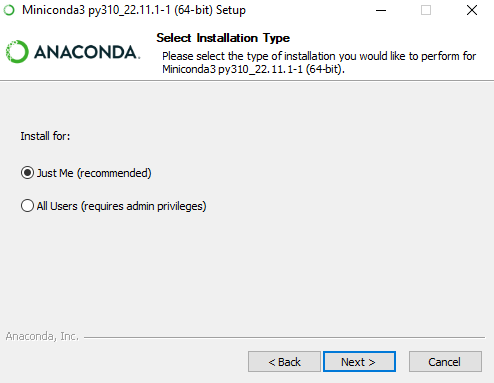 Miniconda3 py310_22.11.1-1 (64-bit) Setup
ANACONDA.
Select Installation Type
Please select the type of installation you would like to perform for
Miniconda3 py310_22.11.1-1 (64-bit).
Install for:
Just Me (recommended)
All Users (requires admin privileges)
Anaconda, Inc.
< Back
Next >
Cancel